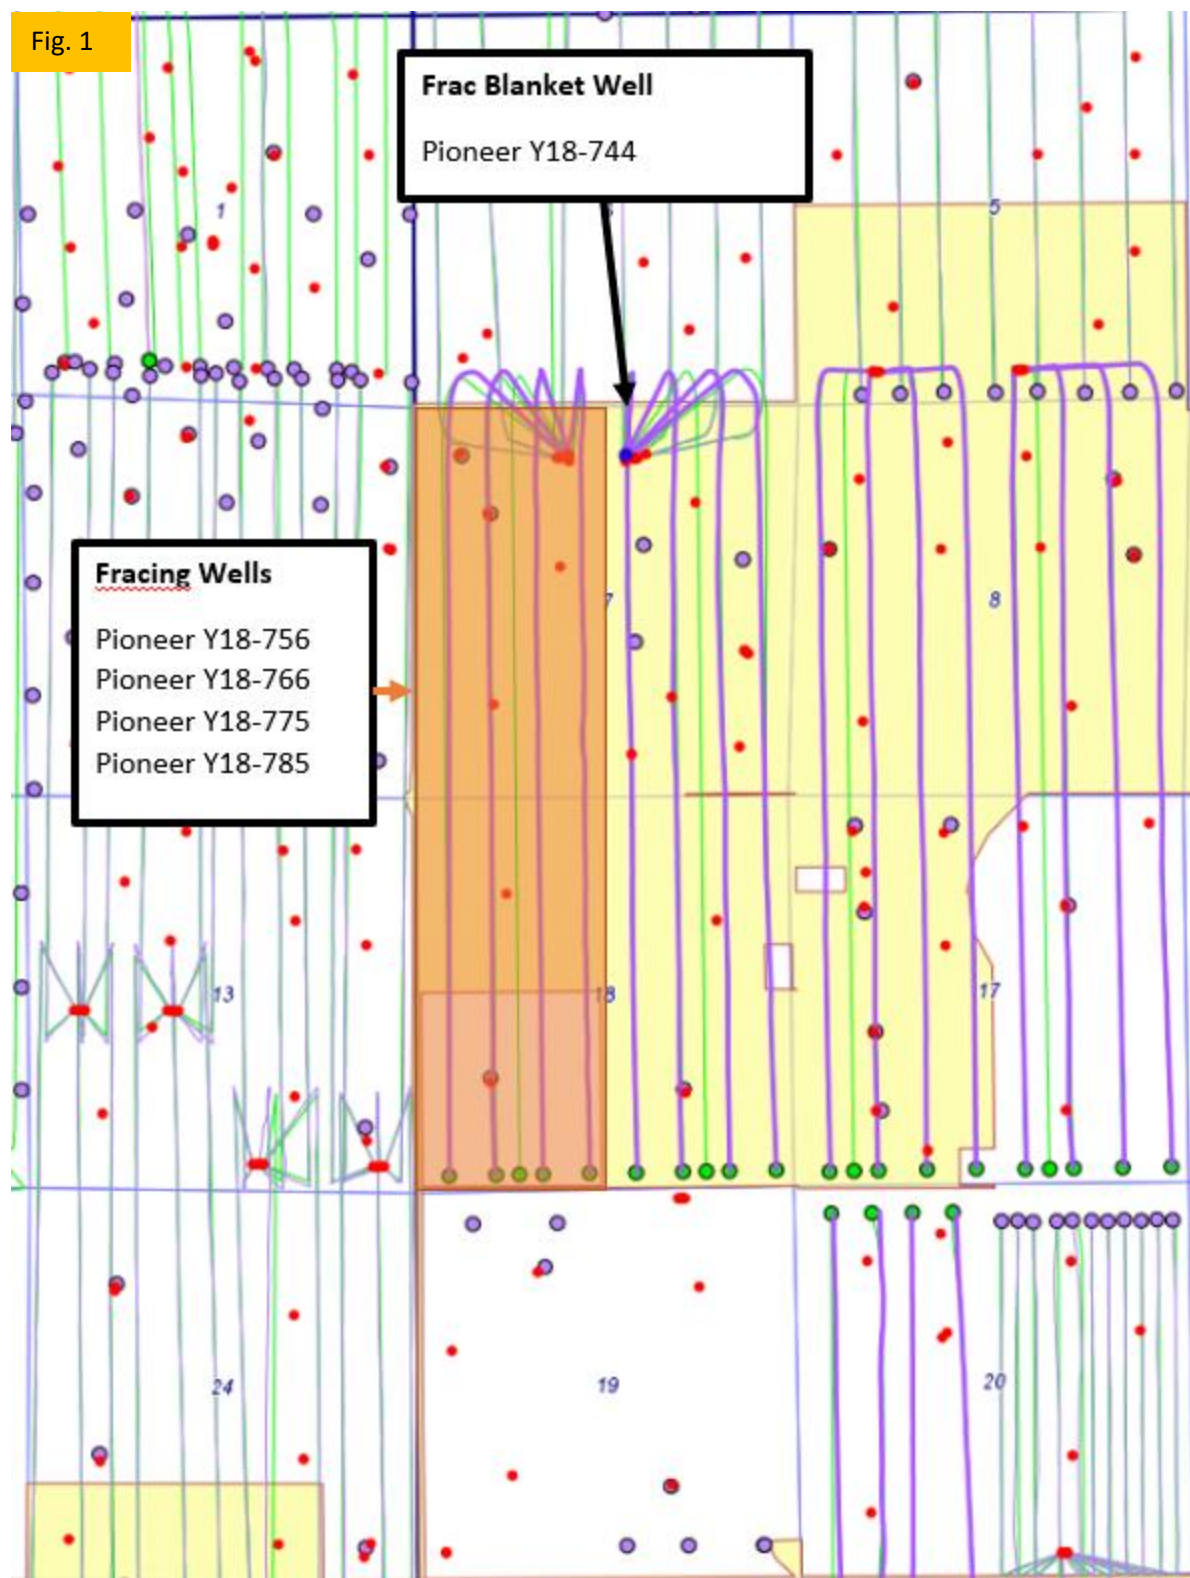 Fig. 1
Frac Blanket Well
Pioneer Y18-744
1
5
Fracing Wells
Pioneer Y18-756
Pioneer Y18-766
Pioneer Y18-775
Pioneer Y18-785
7
8
13
18
17
24
19
20